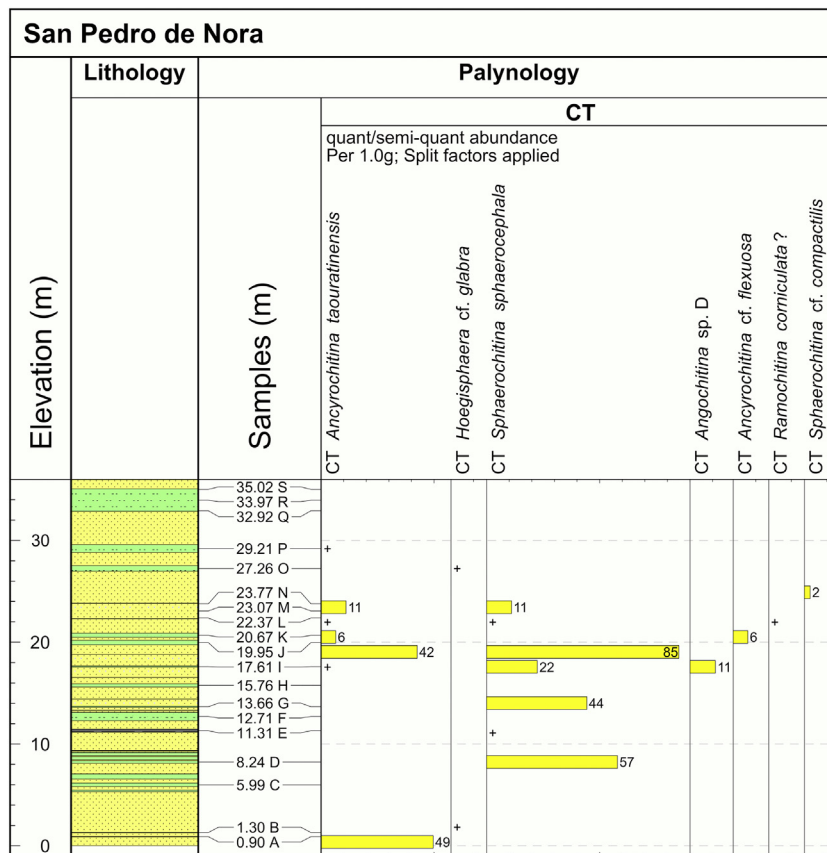 San Pedro de Nora
Lithology
Palynology
CT
quant/semi-quant abundance
Per 1.0g; Split factors applied
Elevation (m)
Samples (m)
CT Ancyrochitina taouratinensis
CT Hoegisphaera cf. glabra
CT Sphaerochitina sphaerocephala
CT Angochitina sp. D
CT Ancyrochitina cf. flexuosa
CT Ramochitina corniculata ?
CT Sphaerochitina cf. compactilis
35.02 S
33.97 R
32.92 Q
30
29.21 P +
27.26 O +
23.77 N 2
23.07 M 11 11
22.37 L + + +
20.67 K 6 6
20
19.95 J 42 85
17.61 I + 22 11
15.76 H
13.66 G 44
12.71 F
11.31 E +
10
8.24 D 57
5.99 C
1.30 B +
0
0.90 A 49